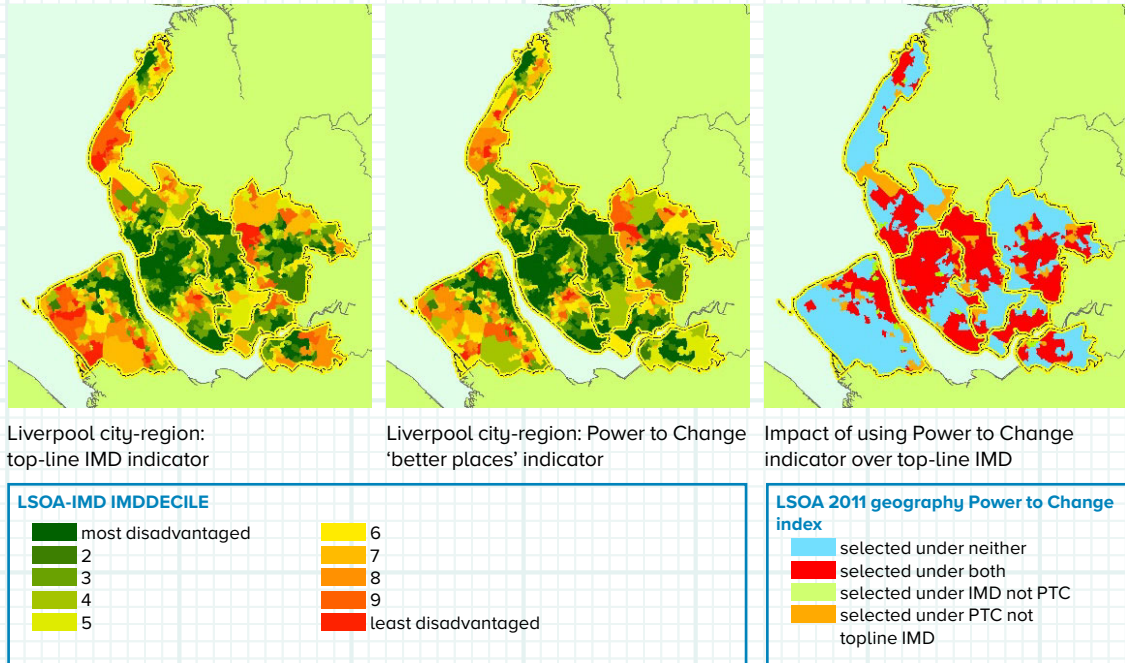 Liverpool city-region:
top-line IMD indicator
Liverpool city-region: Power to Change
‘better places’ indicator
Impact of using Power to Change
indicator over top-line IMD
LSOA-IMD IMDDECILE
most disadvantaged
2
3
4
5
6
7
8
9
least disadvantaged
LSOA 2011 geography Power to Change
index
selected under neither
selected under both
selected under IMD not PTC
selected under PTC not
topline IMD